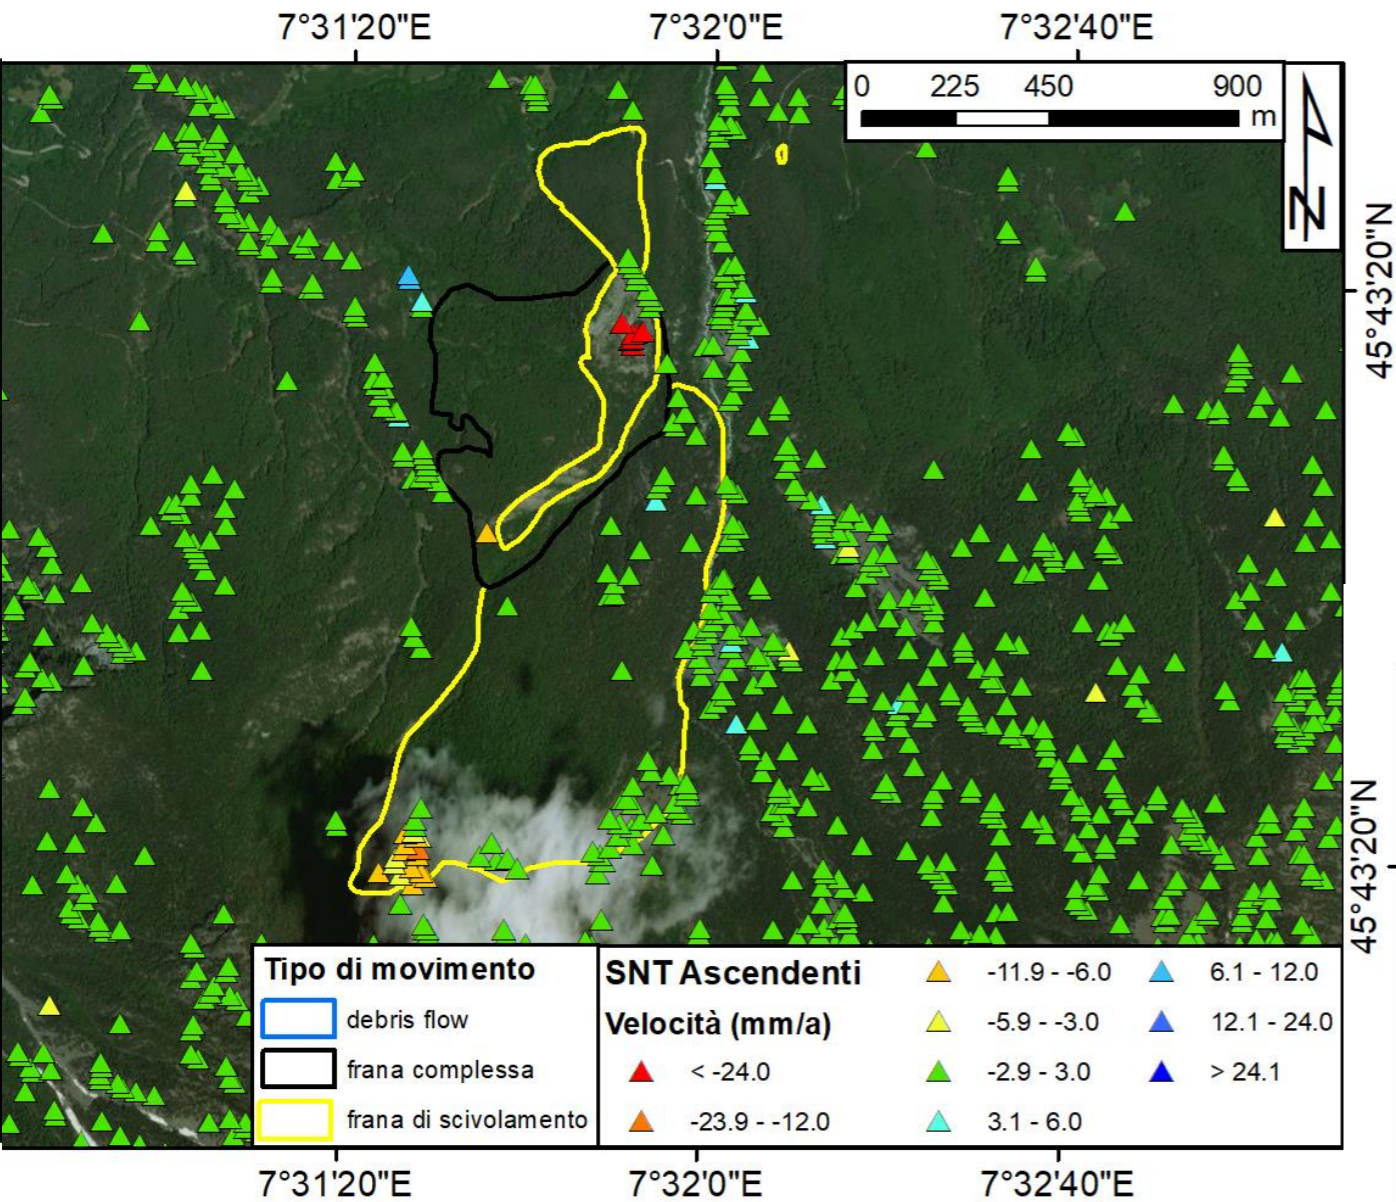 7°31'20"E 7°32'0"E 7°32'40"E
0 225 450 900
m
N
45°43'20"N
45°43'20"N
Tipo di movimento
debris flow
frana complessa
frana di scivolamento
SNT Ascendenti
Velocità (mm/a)
< -24.0
-23.9 - -12.0
-11.9 - -6.0
-5.9 - -3.0
-2.9 - 3.0
3.1 - 6.0
6.1 - 12.0
12.1 - 24.0
> 24.1
7°31'20"E 7°32'0"E 7°32'40"E